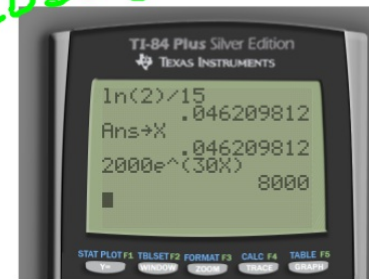 TI-84 Plus Silver Edition
TEXAS INSTRUMENTS
ln(2)/15
.046209812
Ans→X
.046209812
2000e^(30X)
8000
STAT PLOT F1 TBLSET F2 FORMAT F3 CALC F4 TABLE F5
Y= WINDOW ZOOM TRACE GRAPH